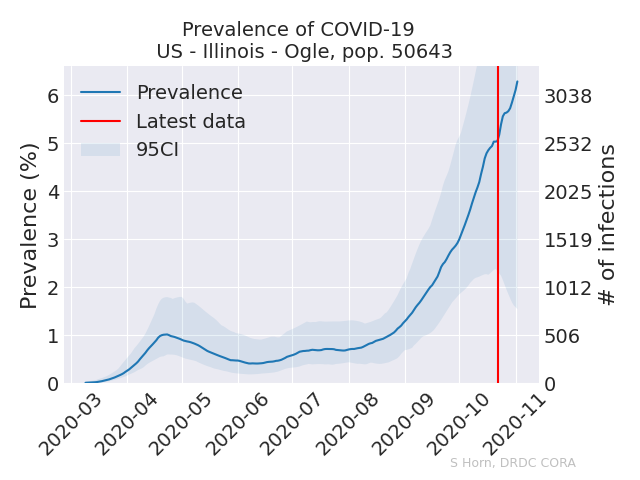 Prevalence of COVID-19
US - Illinois - Ogle, pop. 50643
Prevalence
Latest data
95CI
Prevalence (%)
6
5
4
3
2
1
0
3038
2532
2025
1519
1012
506
0
# of infections
2020-03
2020-04
2020-05
2020-06
2020-07
2020-08
2020-09
2020-10
2020-11
S Horn, DRDC CORA